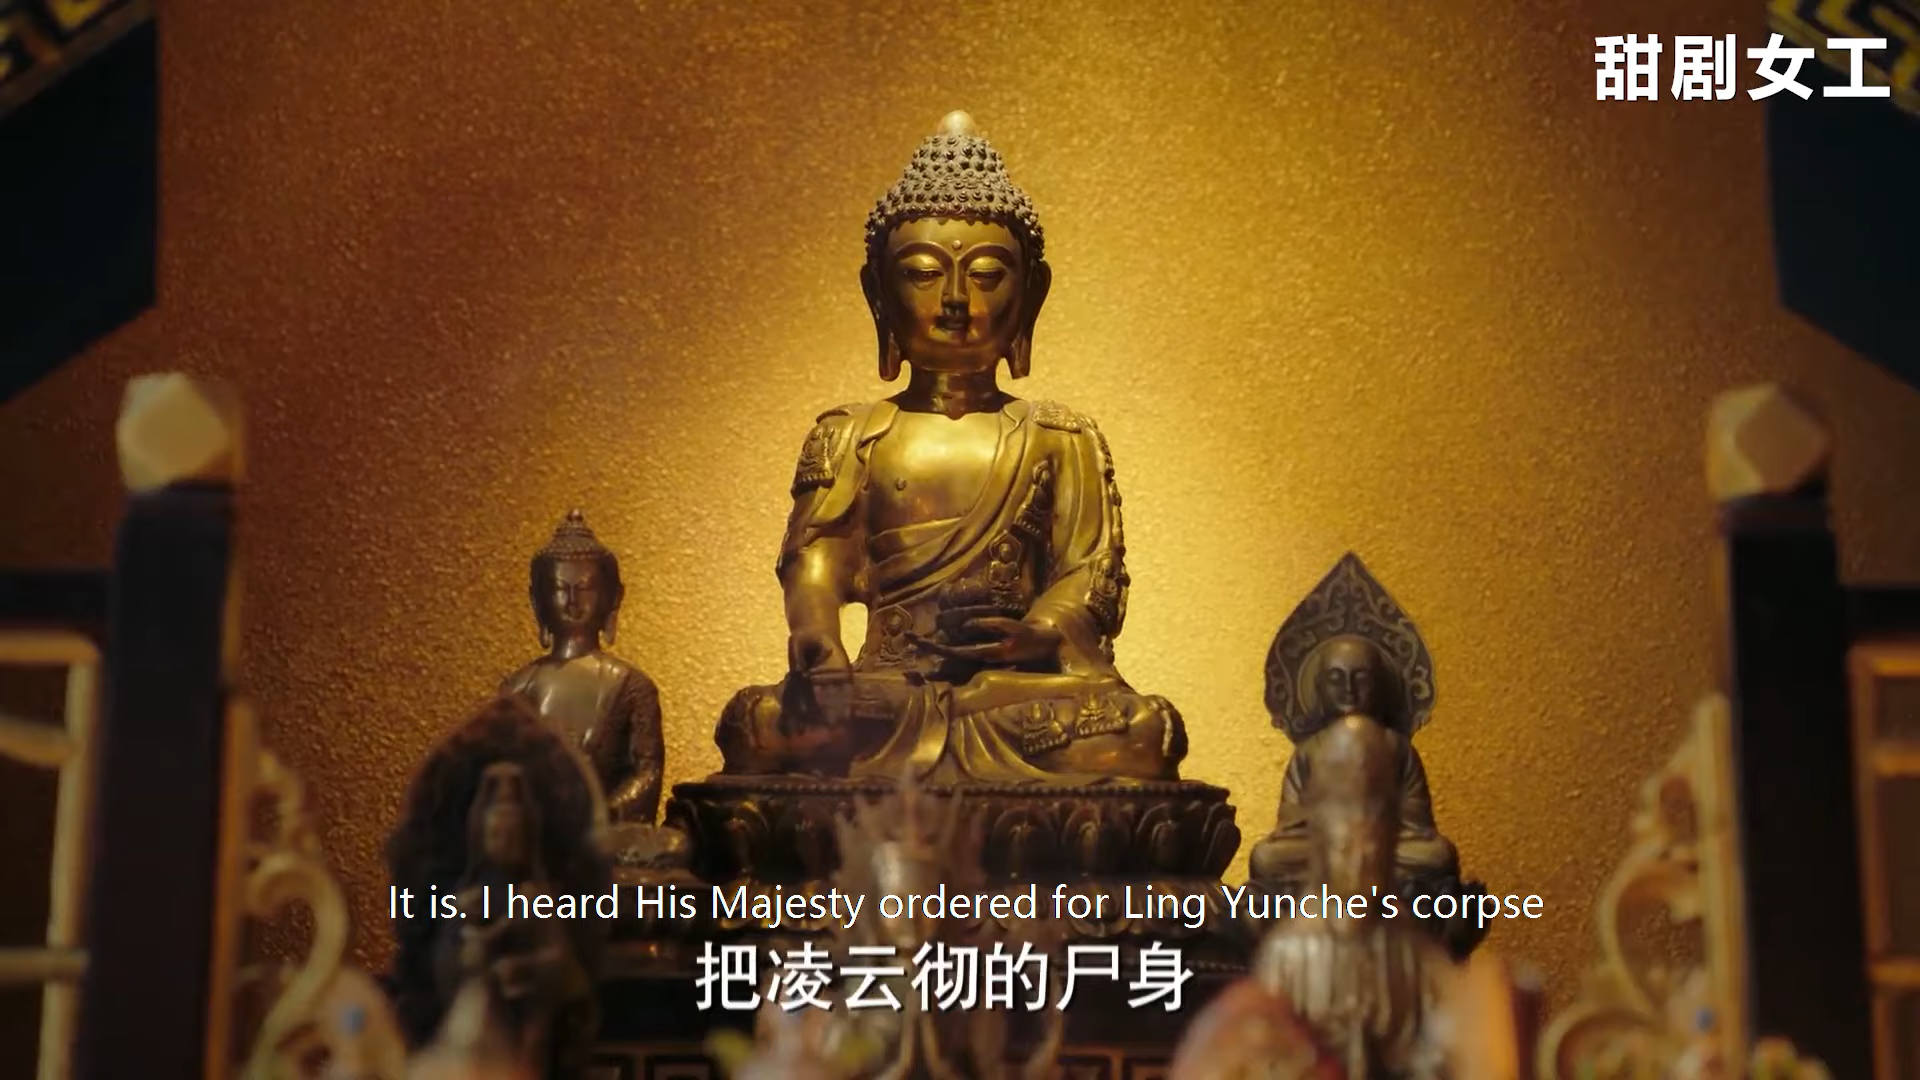 甜剧女工
It is. I heard His Majesty ordered for Ling Yunche's corpse
把凌云彻的尸身